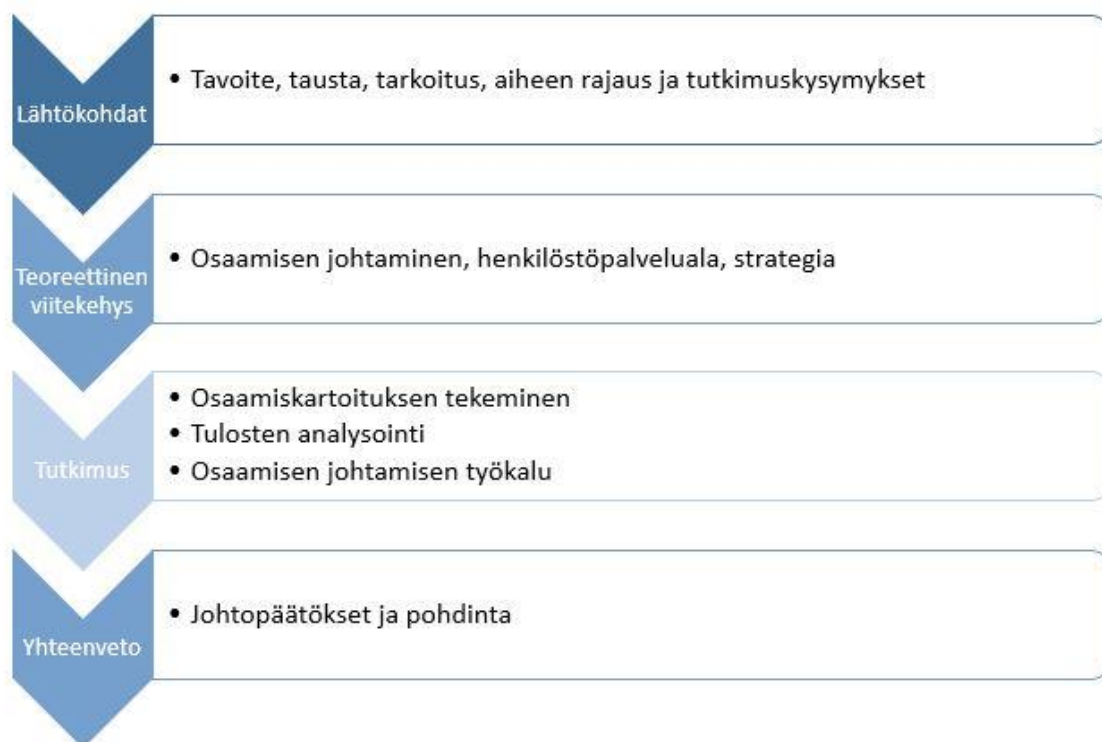 Lähtökohdat
• Tavoite, tausta, tarkoitus, aiheen rajaus ja tutkimuskysymykset
Teoreettinen
viitekehys
• Osaamisen johtaminen, henkilöstöpalveluala, strategia
Tutkimus
• Osaamiskartoituksen tekeminen
• Tulosten analysointi
• Osaamisen johtamisen työkalu
Yhteenveto
• Johtopäätökset ja pohdinta